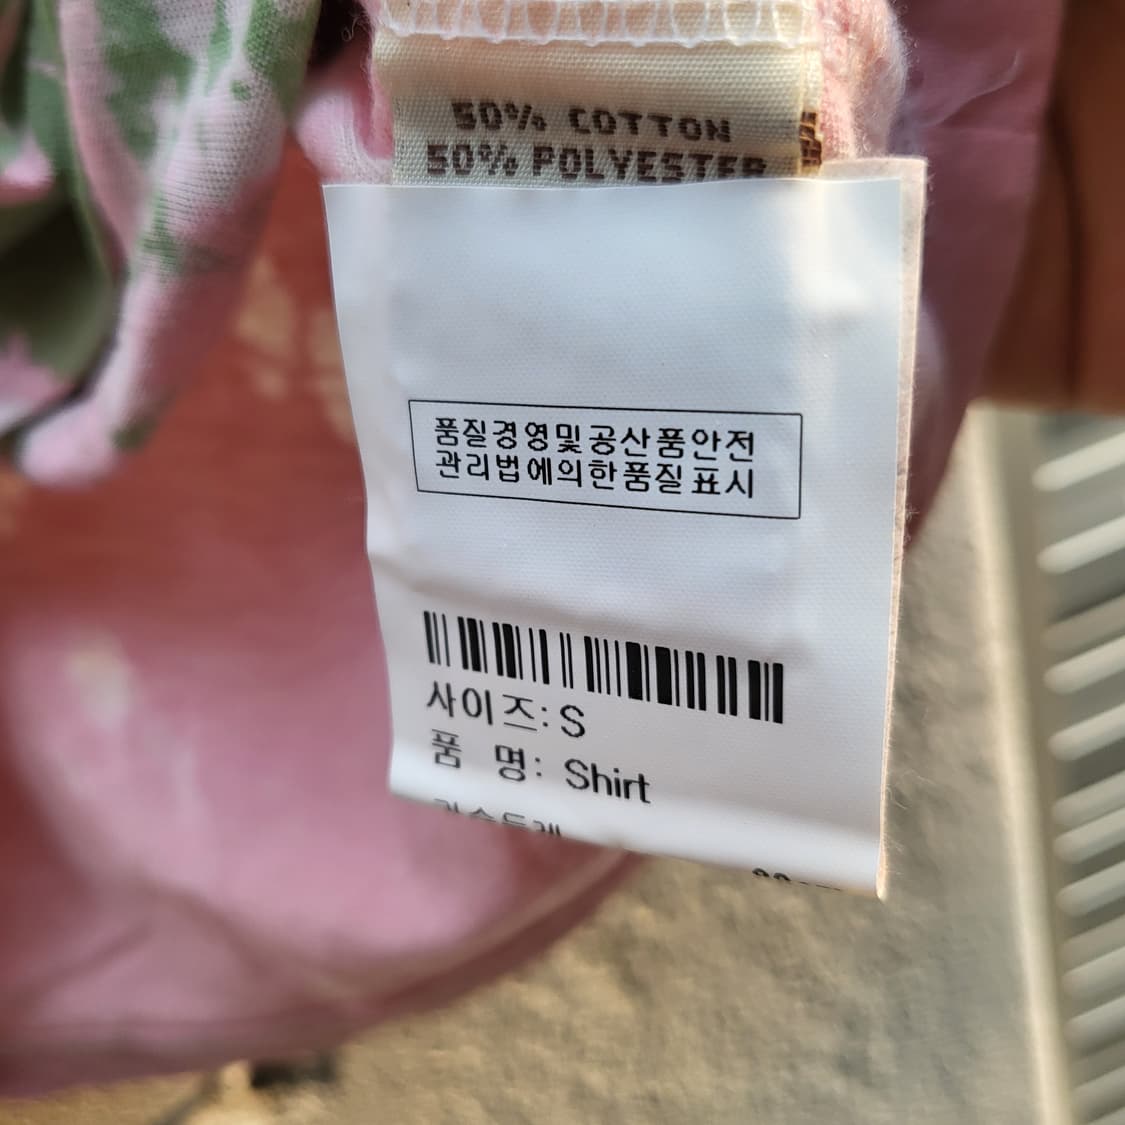 50% COTTON
50% POLYESTER
품질경영및공산품안전
관리법에의한품질표시
사이즈: S
품 명: Shirt